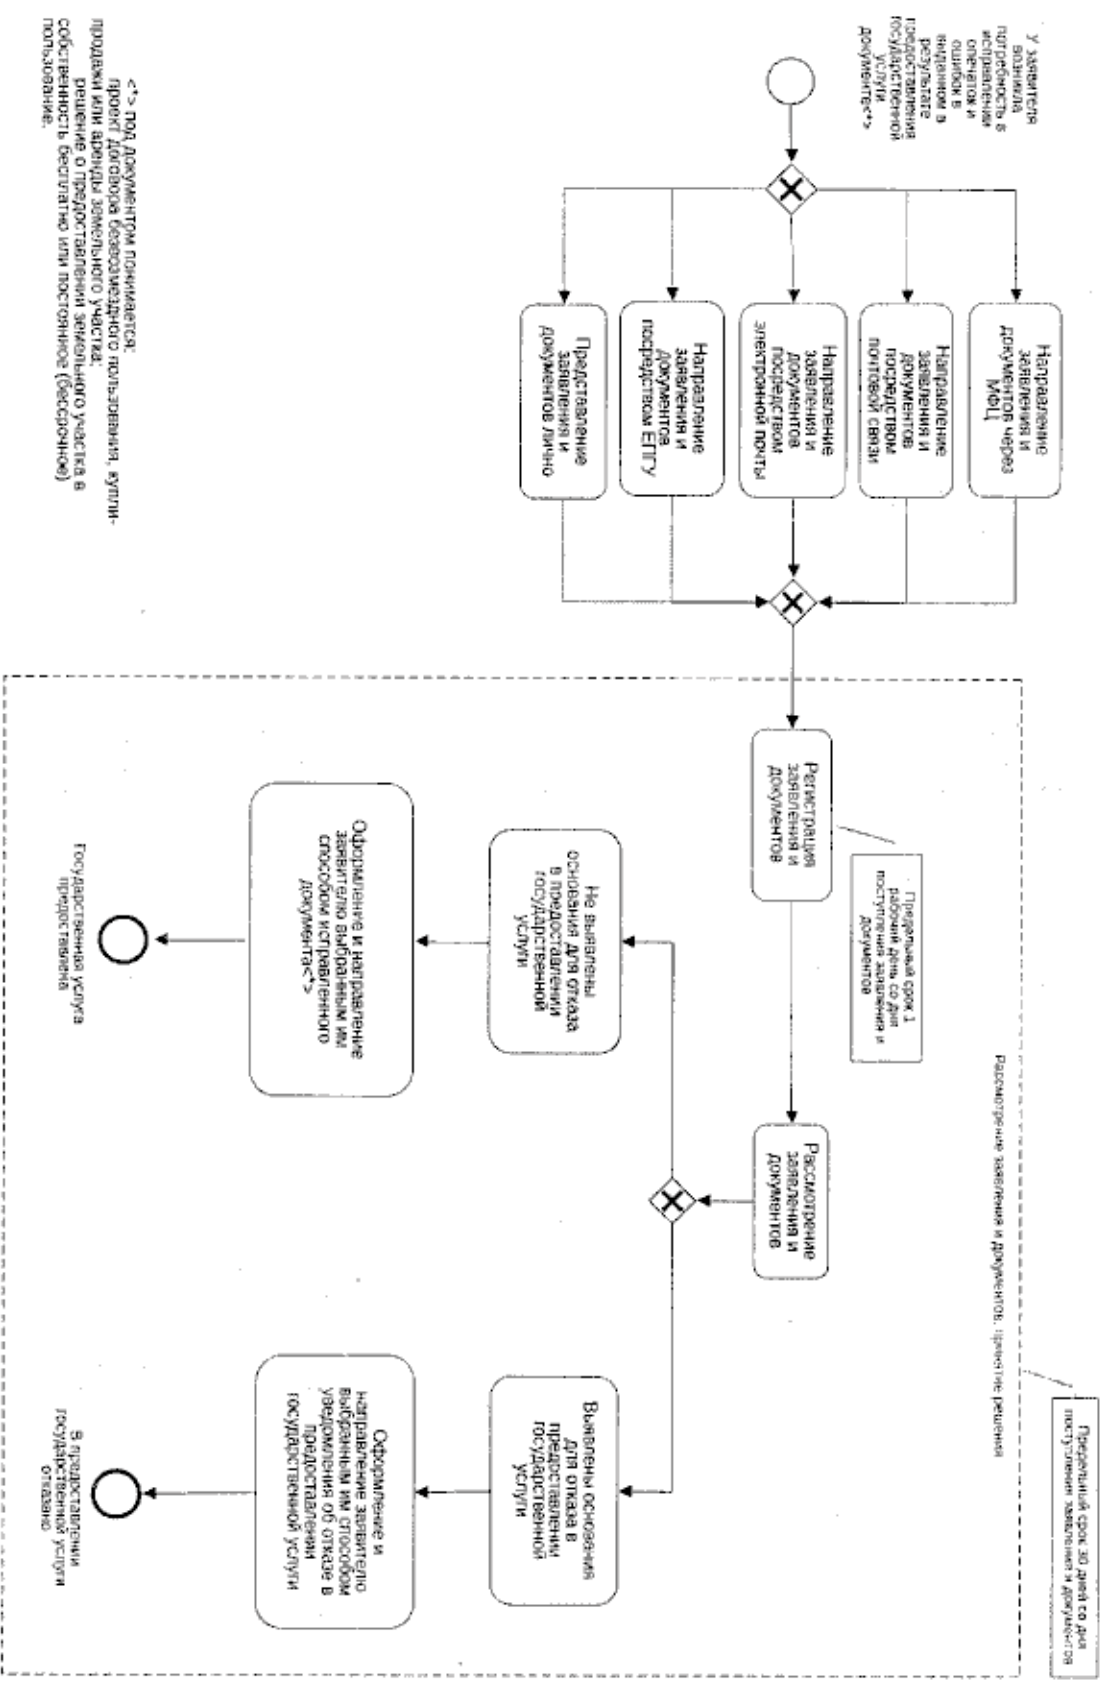 У заявителя
возникла
потребность в
исправлении
опечаток и
ошибок в
выданном в
результате
предоставления
государственной
услуги
документе<*>
Направление
заявления и
документов через
МФЦ
Направление
заявления и
документов
посредством
почтовой связи
Направление
заявления и
документов
посредством
электронной почты
Направление
заявления и
документов
посредством ЕПГУ
Представление
заявления и
документов лично
<*> под документом понимается:
проект договора безвозмездного пользования, купли-
продажи или аренды земельного участка;
решение о предоставлении земельного участка в
собственность бесплатно или постоянное (бессрочное)
пользование.
Предельный срок 30 дней со дня
поступления заявления и документов
Рассмотрение заявления и документов, принятие решения
Предельный срок 1
рабочий день со дня
поступления заявления и
документов
Регистрация
заявления и
документов
Рассмотрение
заявления и
документов
Не выявлены
основания для отказа
в предоставлении
государственной
услуги
Выявлены основания
для отказа в
предоставлении
государственной
услуги
Оформление и направление
заявителю выбранным им
способом исправленного
документа<*>
Оформление и
направление заявителю
выбранным им способом
уведомления об отказе в
предоставлении
государственной услуги
Государственная услуга
предоставлена
В предоставлении
государственной услуги
отказано